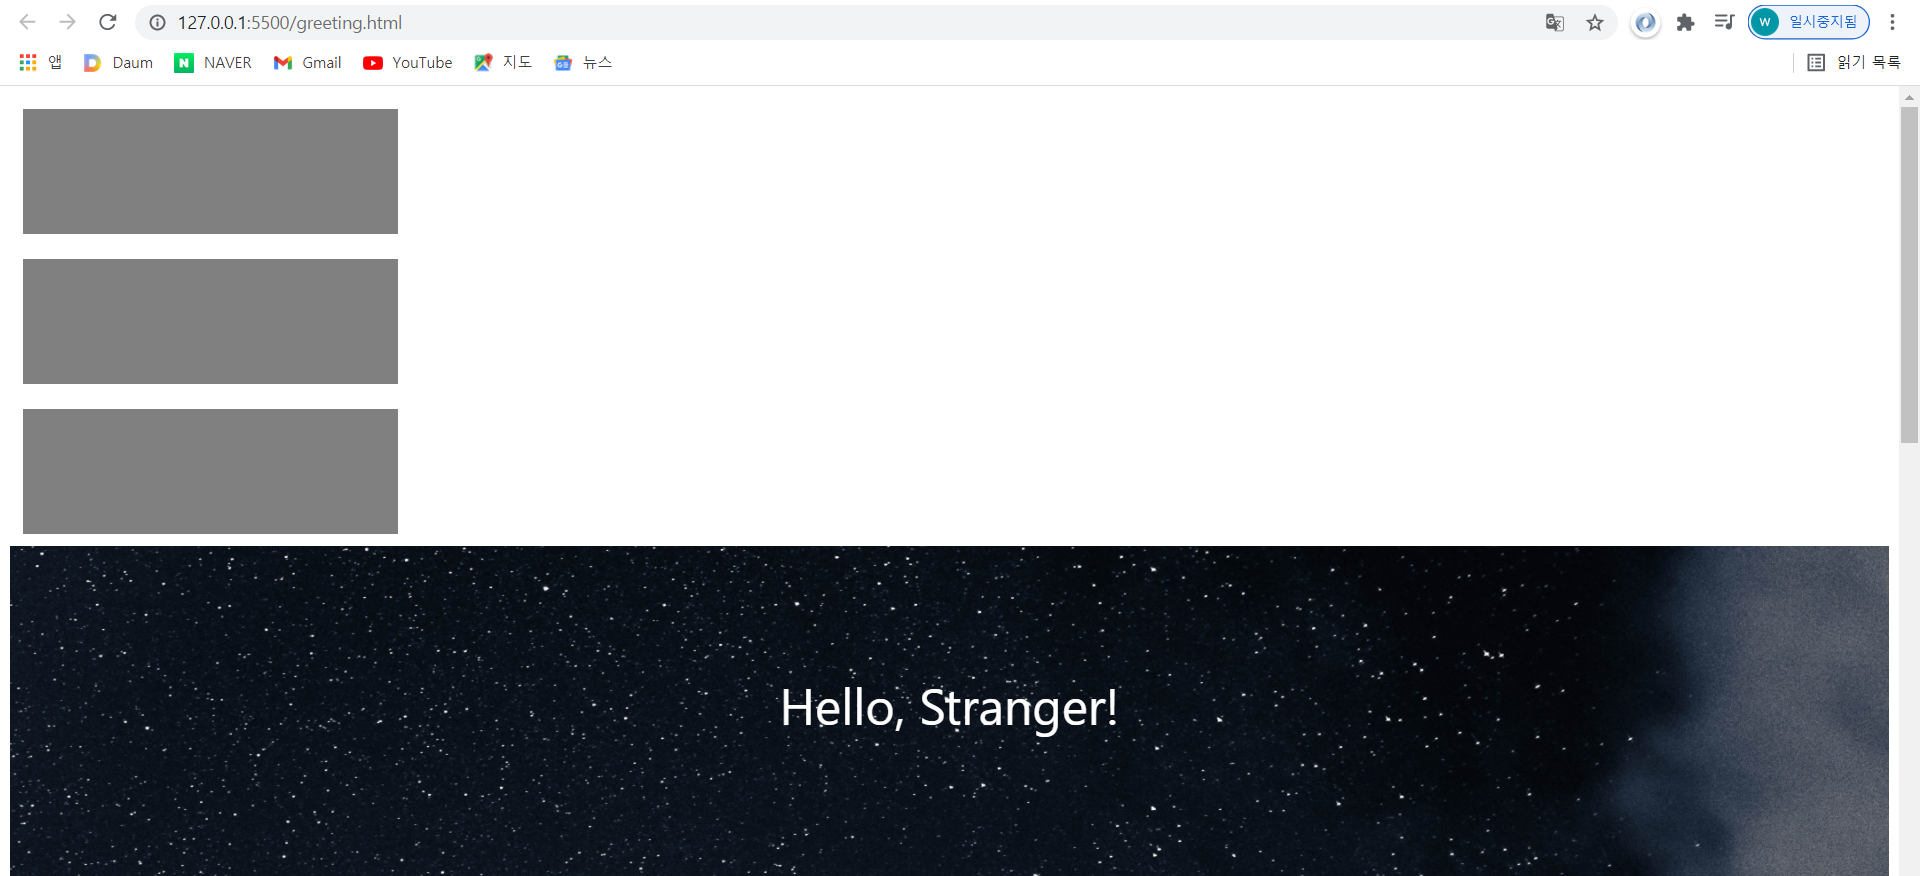 127.0.0.1:5500/greeting.html
W 일시중지됨
앱 Daum NAVER Gmail YouTube 지도 뉴스 읽기 목록
Hello, Stranger!